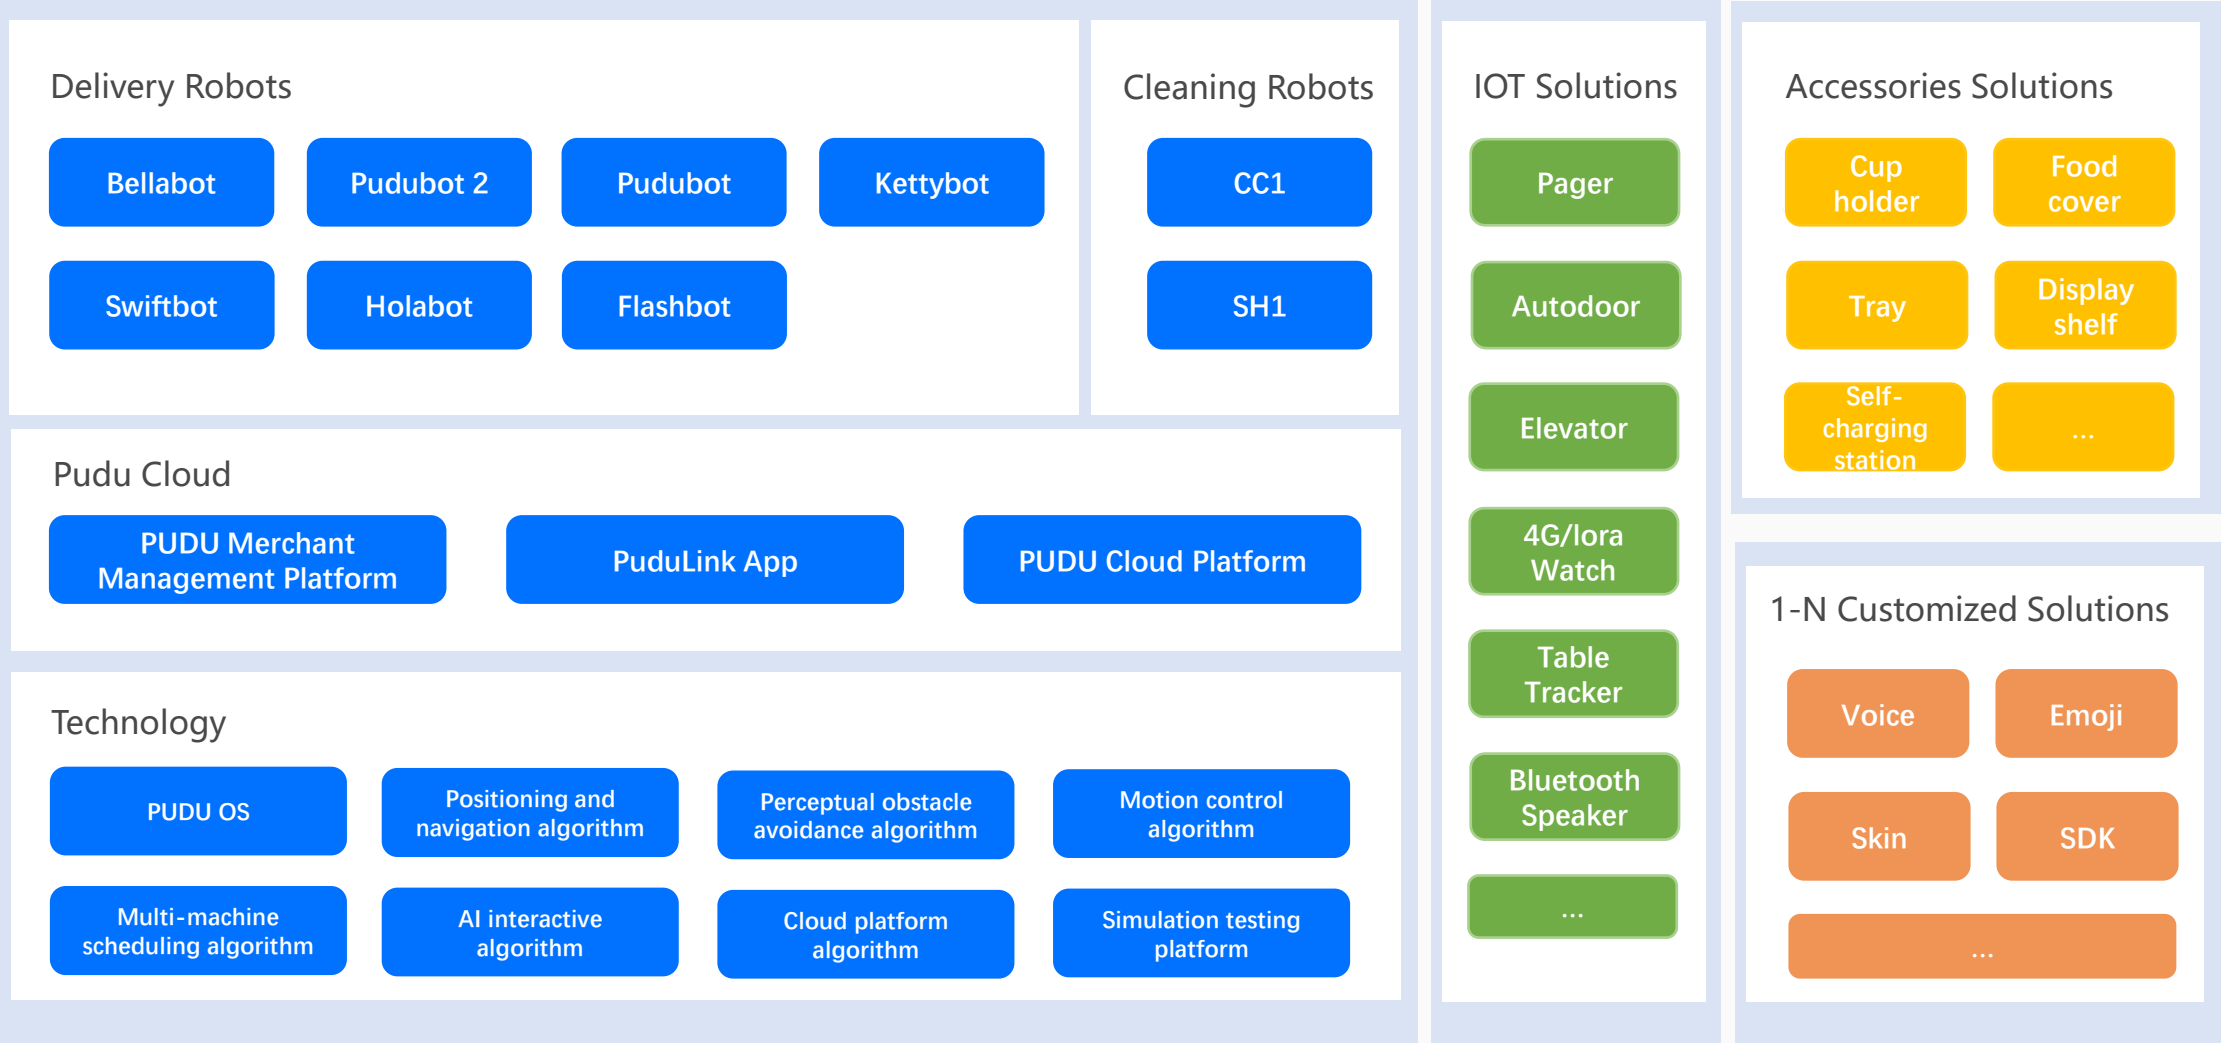 Delivery Robots
Bellabot
Pudubot 2
Pudubot
Kettybot
Swiftbot
Holabot
Flashbot
Cleaning Robots
CC1
SH1
Pudu Cloud
PUDU Merchant
Management Platform
PuduLink App
PUDU Cloud Platform
Technology
PUDU OS
Positioning and
navigation algorithm
Perceptual obstacle
avoidance algorithm
Motion control
algorithm
Multi-machine
scheduling algorithm
AI interactive
algorithm
Cloud platform
algorithm
Simulation testing
platform
IOT Solutions
Pager
Autodoor
Elevator
4G/lora
Watch
Table
Tracker
Bluetooth
Speaker
...
Accessories Solutions
Cup
holder
Food
cover
Tray
Display
shelf
Self-
charging
station
...
1-N Customized Solutions
Voice
Emoji
Skin
SDK
...